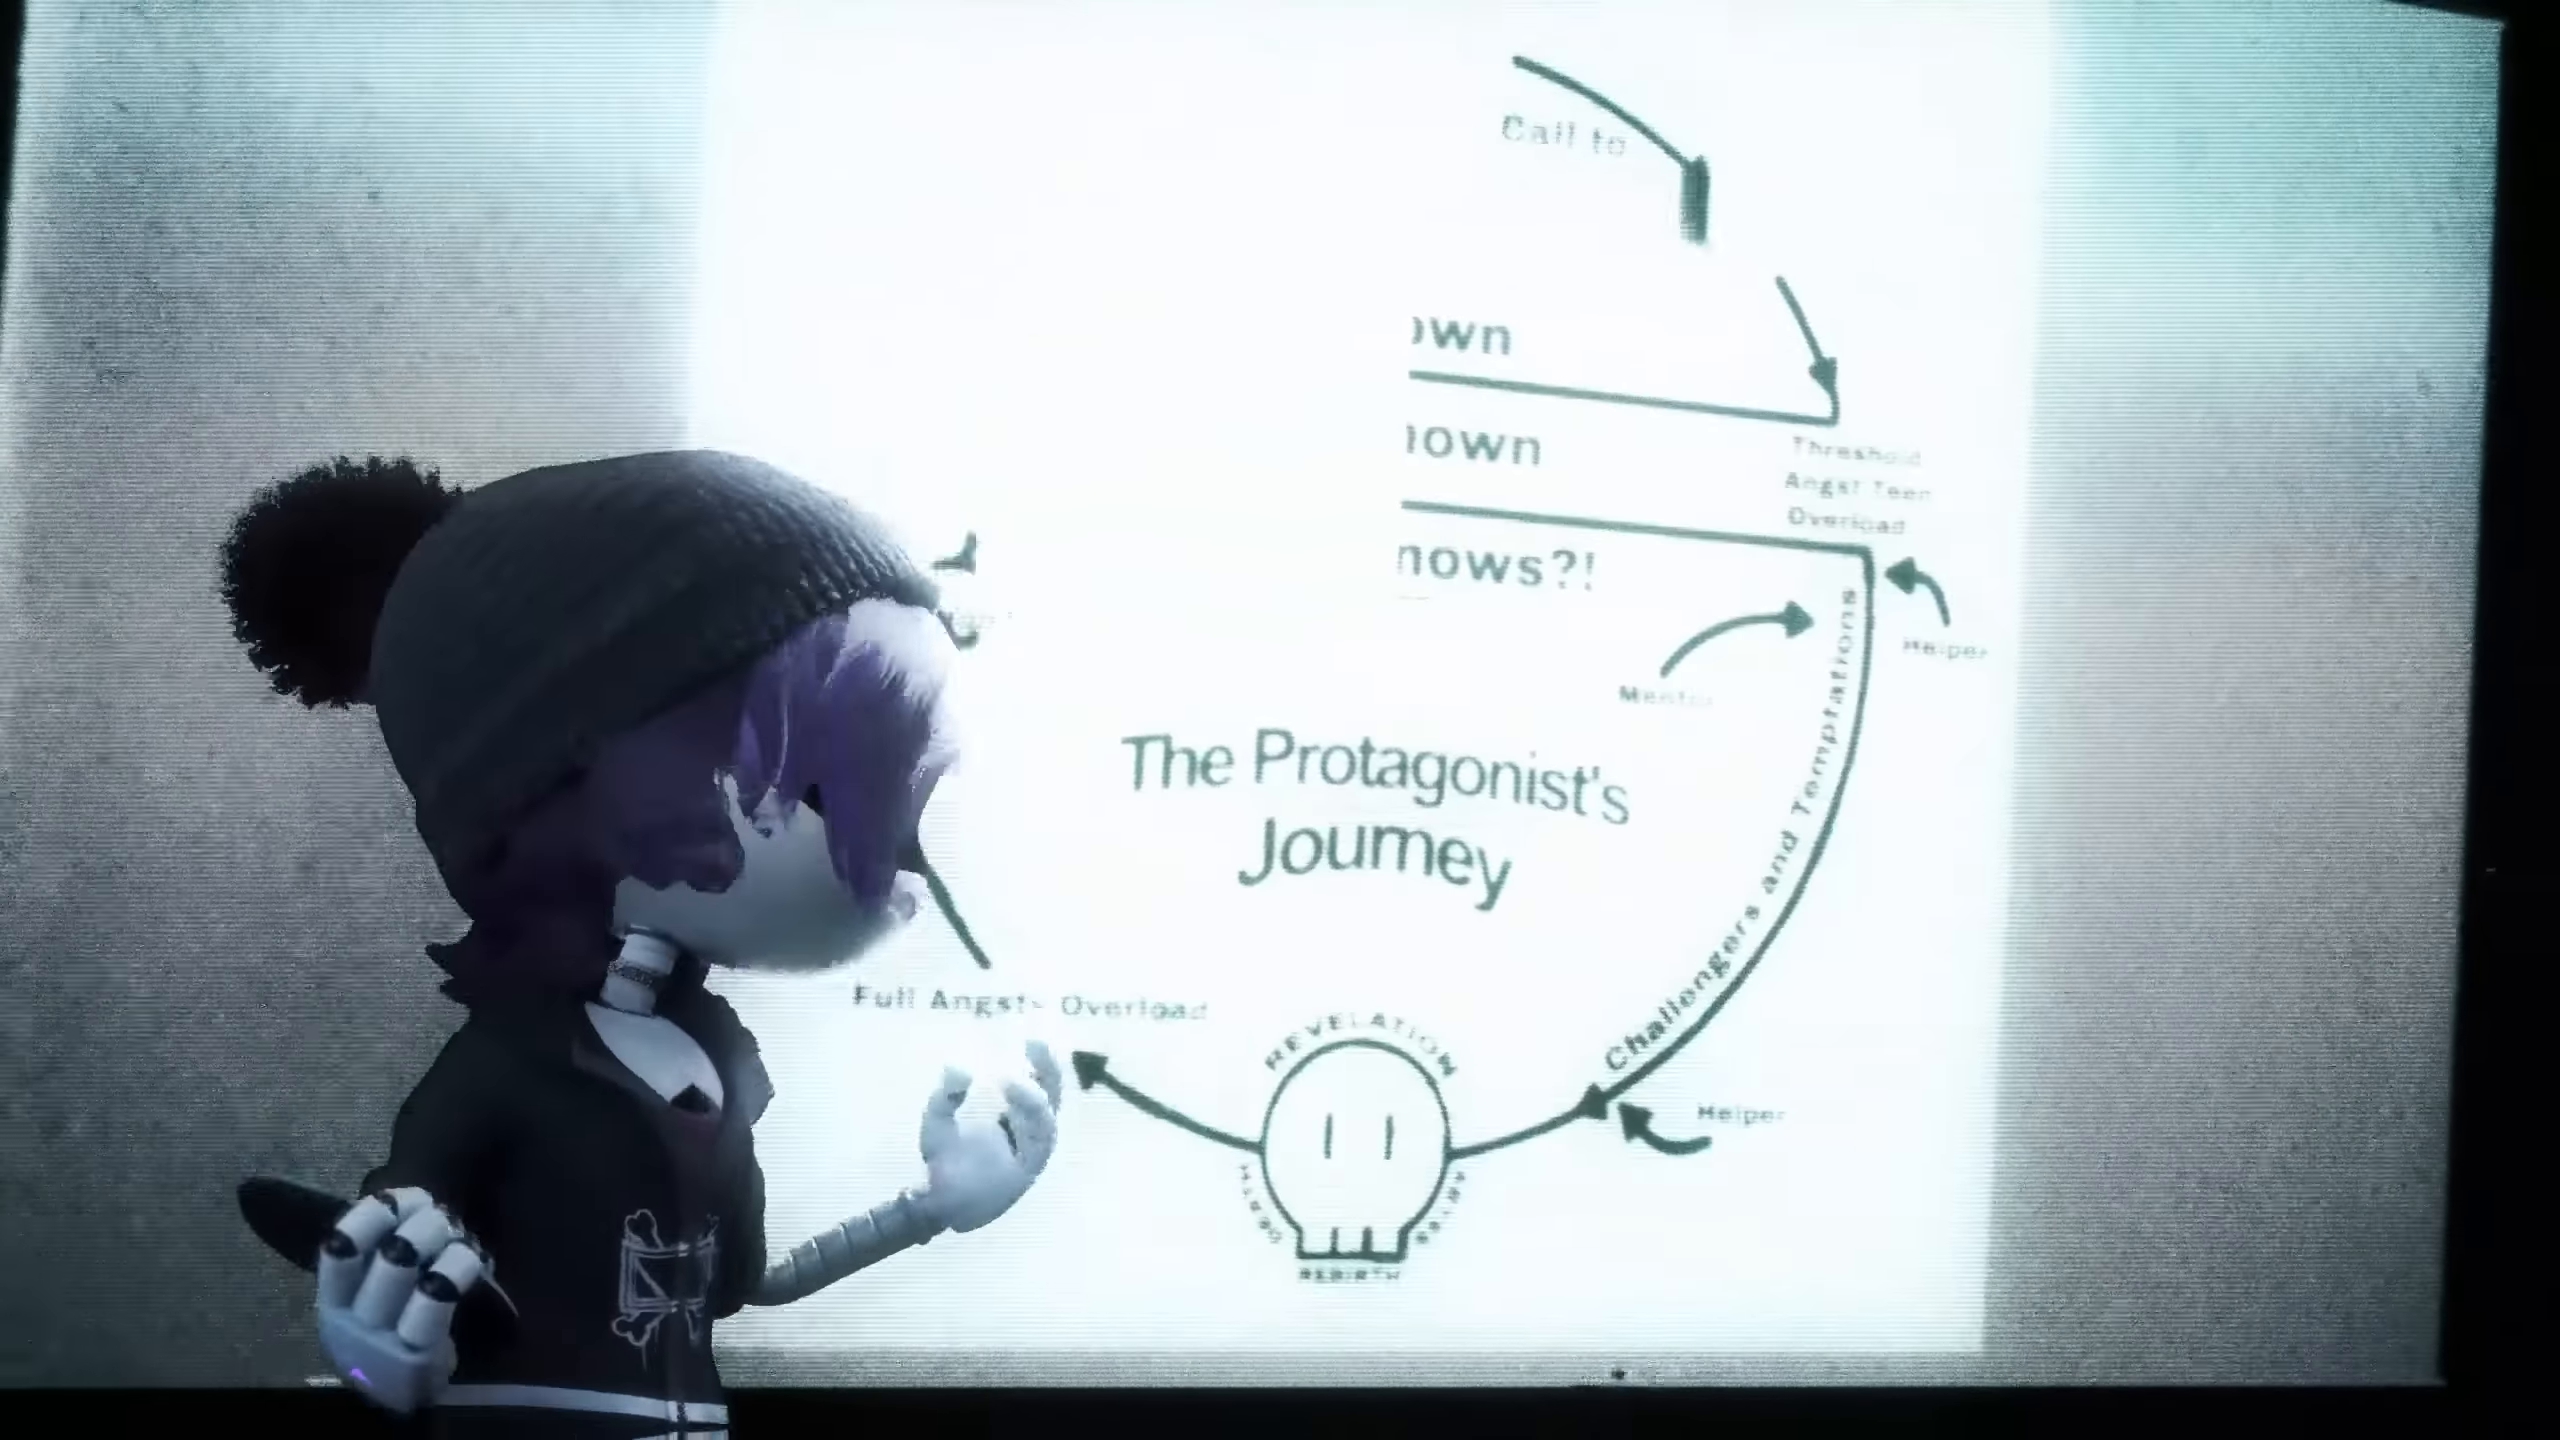 Call to
own
nown
nows?!
Threshold
Angst Teen
Overload
Helper
Mentor
Challengers and Temptations
The Protagonist's
Journey
Full Angst- Overload
REVELATION
Helper
DEATH
REBIRTH